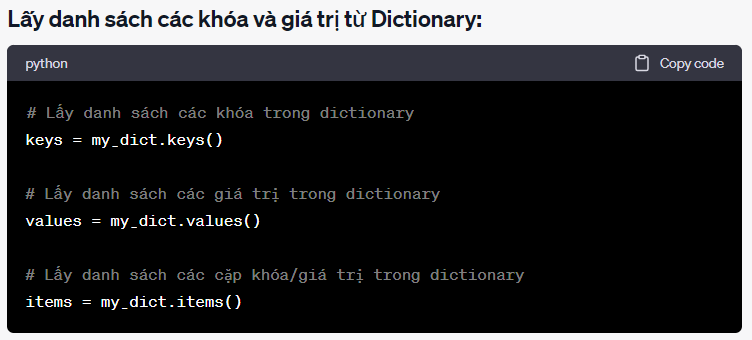 Lấy danh sách các khóa và giá trị từ Dictionary:
python
Copy code
# Lấy danh sách các khóa trong dictionary
keys = my_dict.keys()
# Lấy danh sách các giá trị trong dictionary
values = my_dict.values()
# Lấy danh sách các cặp khóa/giá trị trong dictionary
items = my_dict.items()